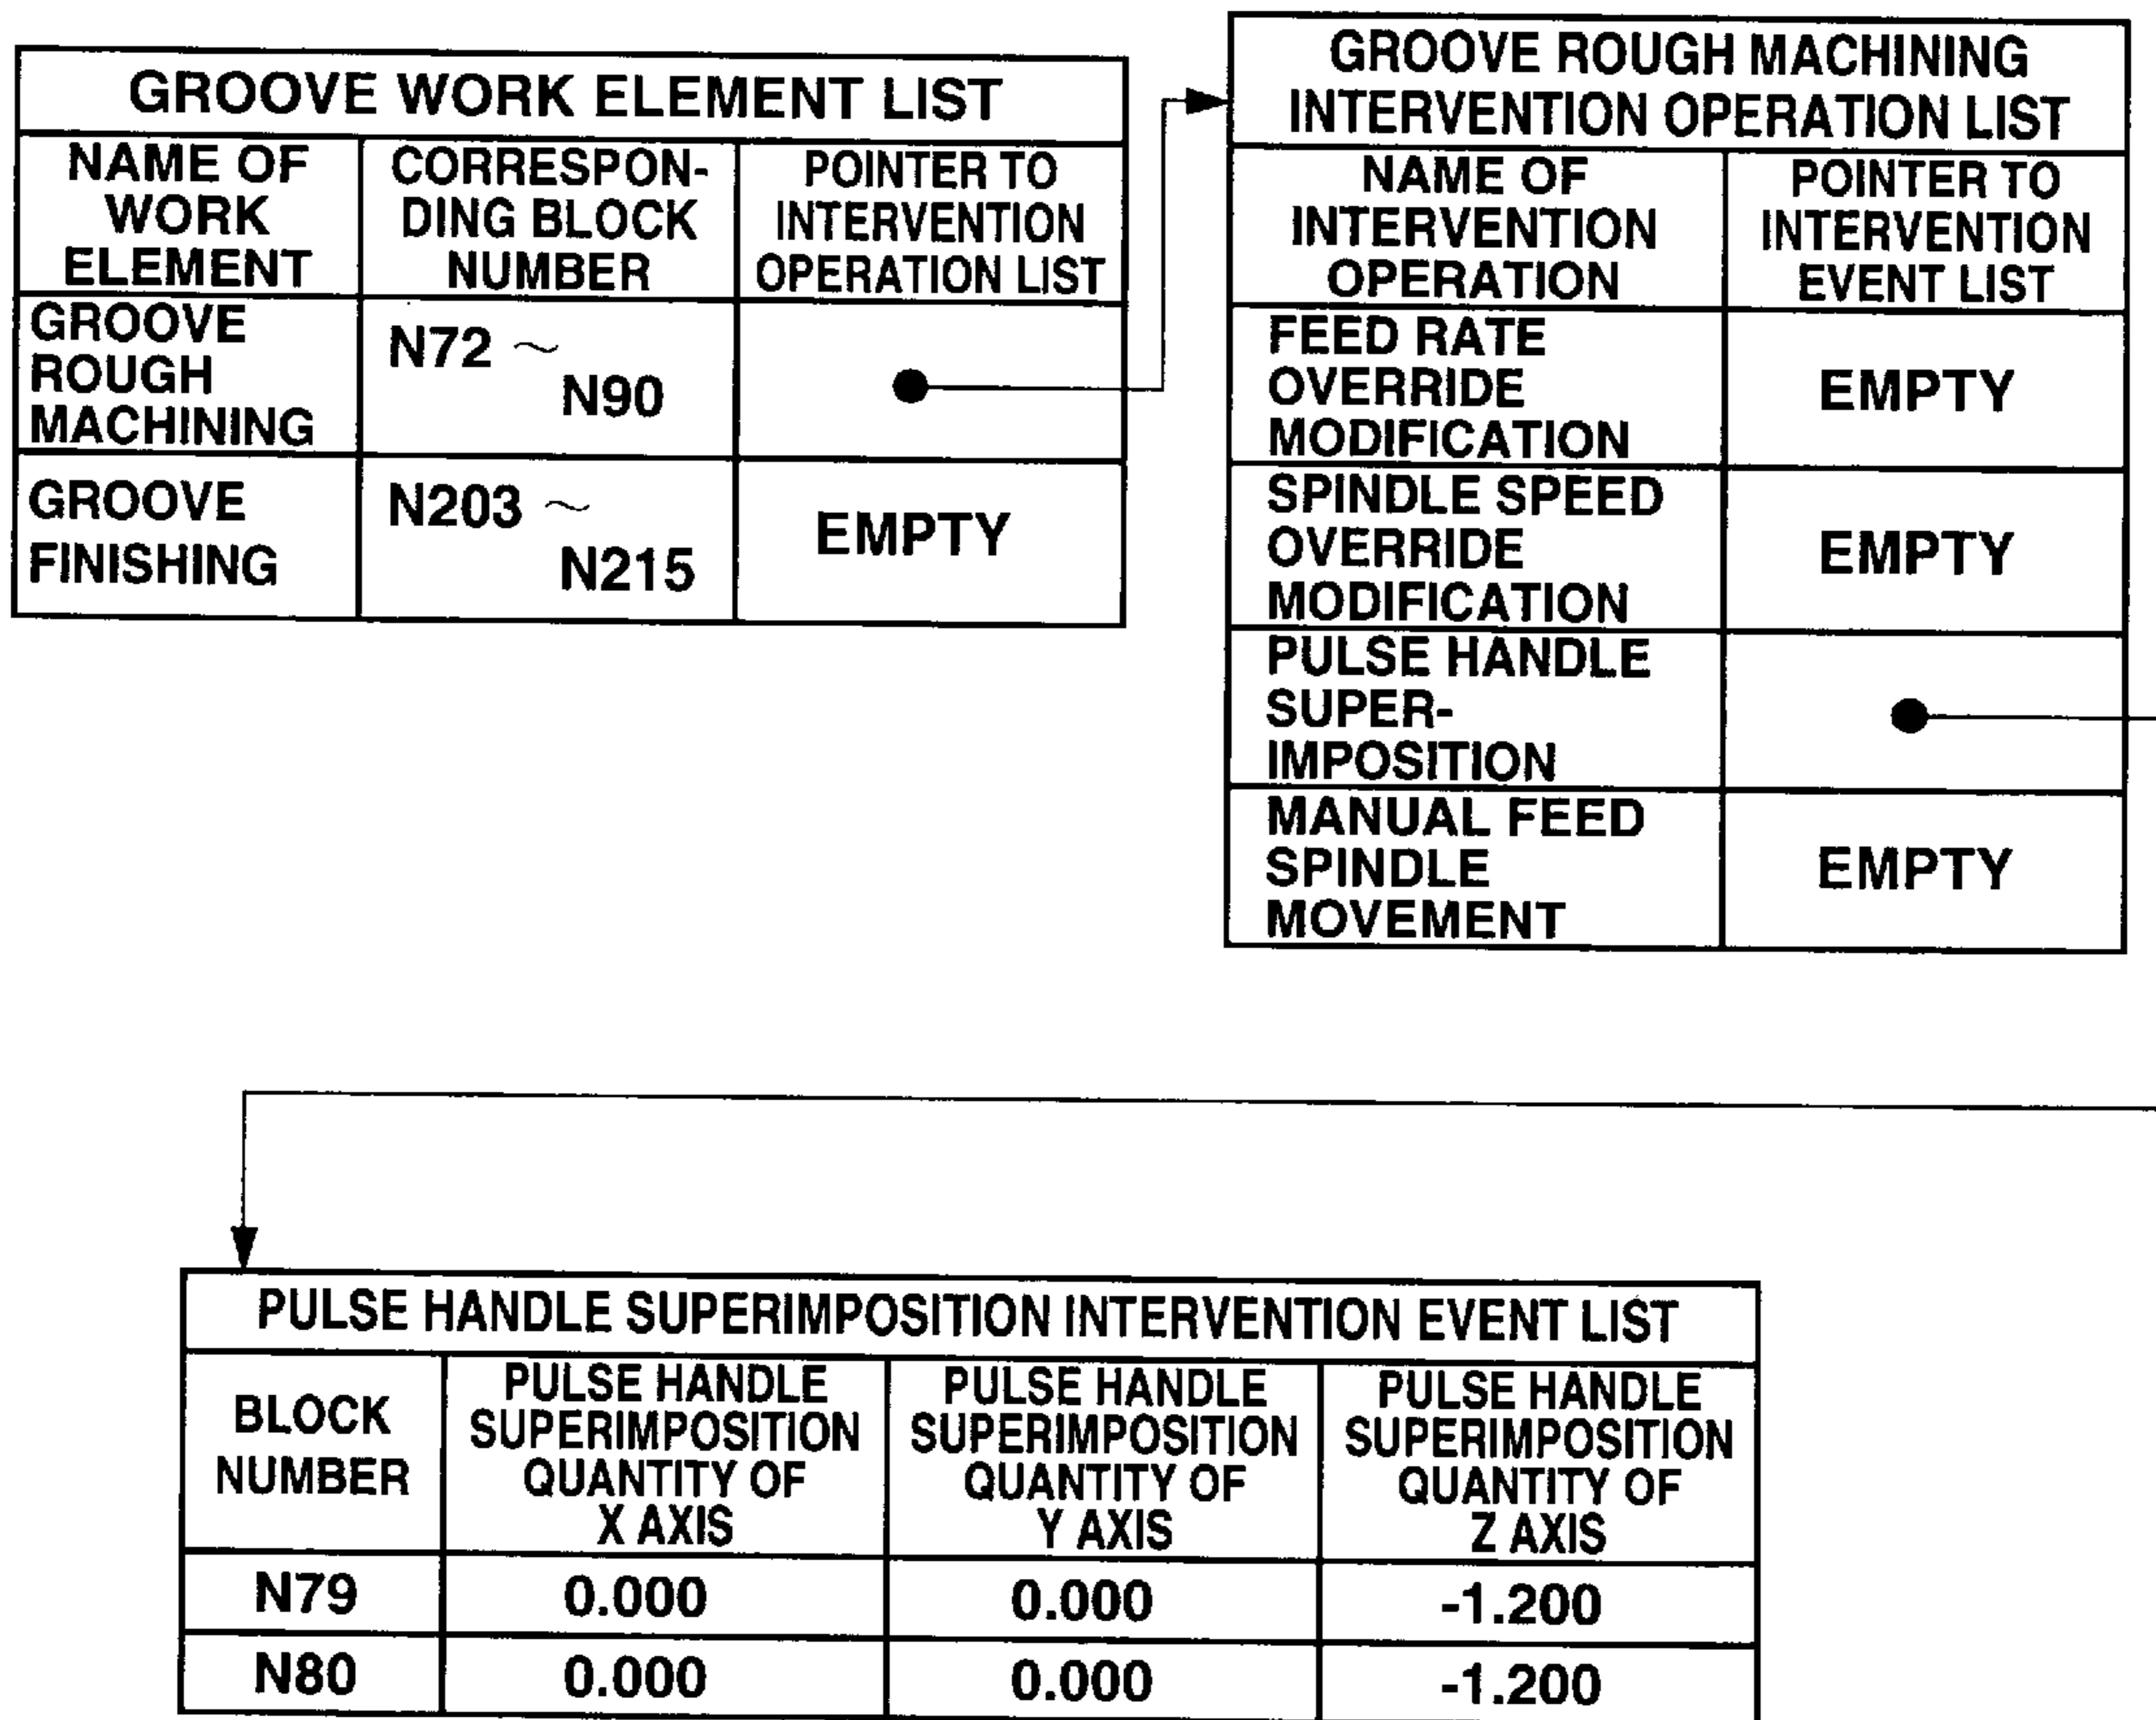 GROOVE WORK ELEMENT LIST
NAME OF
WORK
ELEMENT
CORRESPON-
DING BLOCK
NUMBER
POINTER TO
INTERVENTION
OPERATION LIST
GROOVE
ROUGH
MACHINING
N72 ~
N90
GROOVE
FINISHING
N203 ~
N215
EMPTY
GROOVE ROUGH MACHINING
INTERVENTION OPERATION LIST
NAME OF
INTERVENTION
OPERATION
POINTER TO
INTERVENTION
EVENT LIST
FEED RATE
OVERRIDE
MODIFICATION
EMPTY
SPINDLE SPEED
OVERRIDE
MODIFICATION
EMPTY
PULSE HANDLE
SUPER-
IMPOSITION
MANUAL FEED
SPINDLE
MOVEMENT
EMPTY
PULSE HANDLE SUPERIMPOSITION INTERVENTION EVENT LIST
BLOCK
NUMBER
PULSE HANDLE
SUPERIMPOSITION
QUANTITY OF
X AXIS
PULSE HANDLE
SUPERIMPOSITION
QUANTITY OF
Y AXIS
PULSE HANDLE
SUPERIMPOSITION
QUANTITY OF
Z AXIS
N79 0.000 0.000 -1.200
N80 0.000 0.000 -1.200